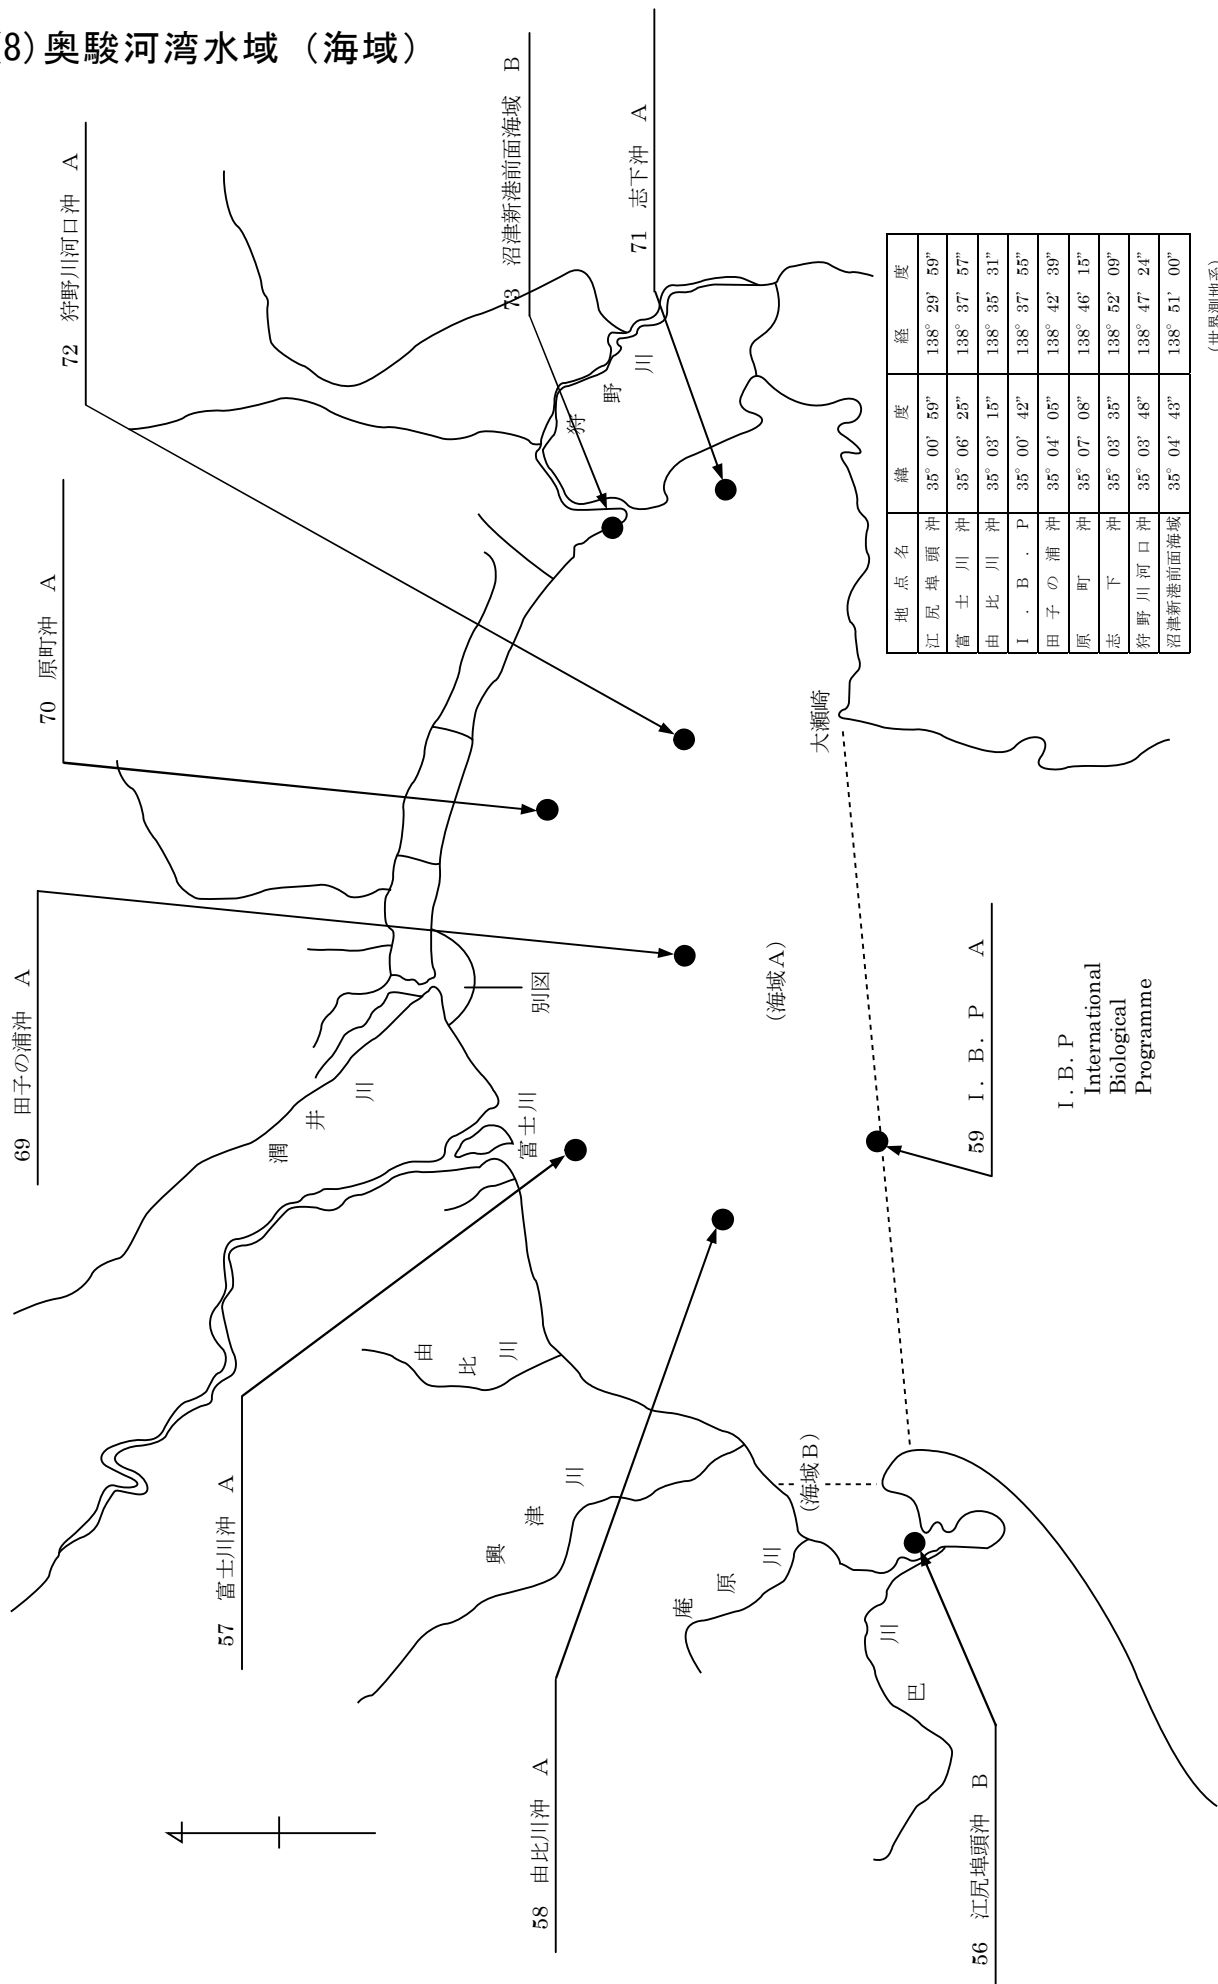 8)奥駿河湾水域（海域）
72 狩野川河口沖 A
73 沼津新港前面海域 B
71 志下沖 A
70 原町沖 A
69 田子の浦沖 A
57 富士川沖 A
58 由比川沖 A
56 江尻埠頭沖 B
59 I. B. P A
I. B. P
International
Biological
Programme
狩野川
潤井川
富士川
由比川
興津川
庵原川
巴川
別図
大瀬崎
(海域A)
(海域B)
地点名 緯度 経度
江尻埠頭沖 35° 00’ 59” 138° 29’ 59”
富士川沖 35° 06’ 25” 138° 37’ 57”
由比川沖 35° 03’ 15” 138° 35’ 31”
I.B.P 35° 00’ 42” 138° 37’ 55”
田子の浦沖 35° 04’ 05” 138° 42’ 39”
原町沖 35° 07’ 08” 138° 46’ 15”
志下沖 35° 03’ 35” 138° 52’ 09”
狩野川河口沖 35° 03’ 48” 138° 47’ 24”
沼津新港前面海域 35° 04’ 43” 138° 51’ 00”
(世界測地系)